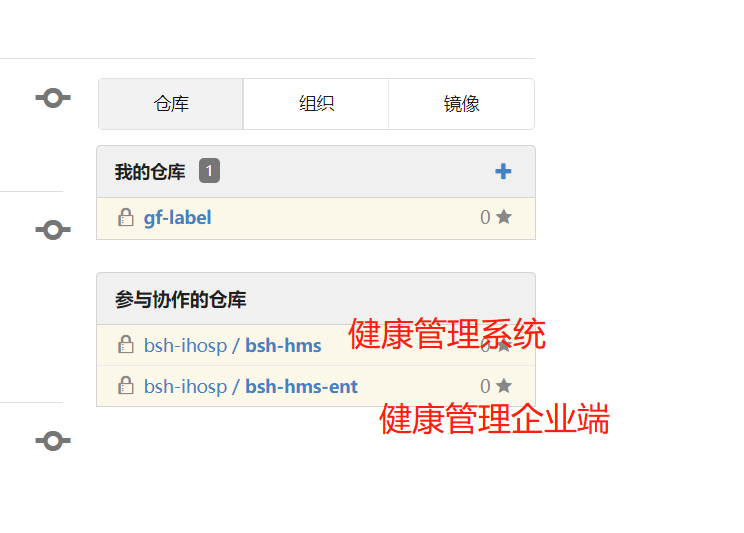 仓库 组织 镜像
我的仓库 1
gf-label 0
参与协作的仓库
健康管理系统
bsh-ihosp / bsh-hms 0
bsh-ihosp / bsh-hms-ent 0
健康管理企业端